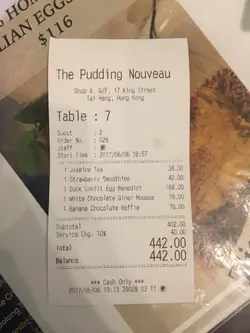 LIAN EGGS
$116
The Pudding Nouveau
Shop A, G/F, 17 King Street
Tai Hang, Hong Kong
Table : 7
Guest : 2
Order No. : 026
Staff : 
Start Time : 2017/06/06 18:57
1 Jasmine Tea 38.00
1 Strawberry Smoothies 42.00
1 Duck Confit Egg Benedict 168.00
1 White Chocolate Ginger Mousse 78.00
1 Banana Chocolate Waffle 76.00
Subtotal 402.00
Service Chg. 10% 40.00
Total 442.00
Balance 442.00
*** Cash Only ***
2017/06/06 19:13 S3 T1